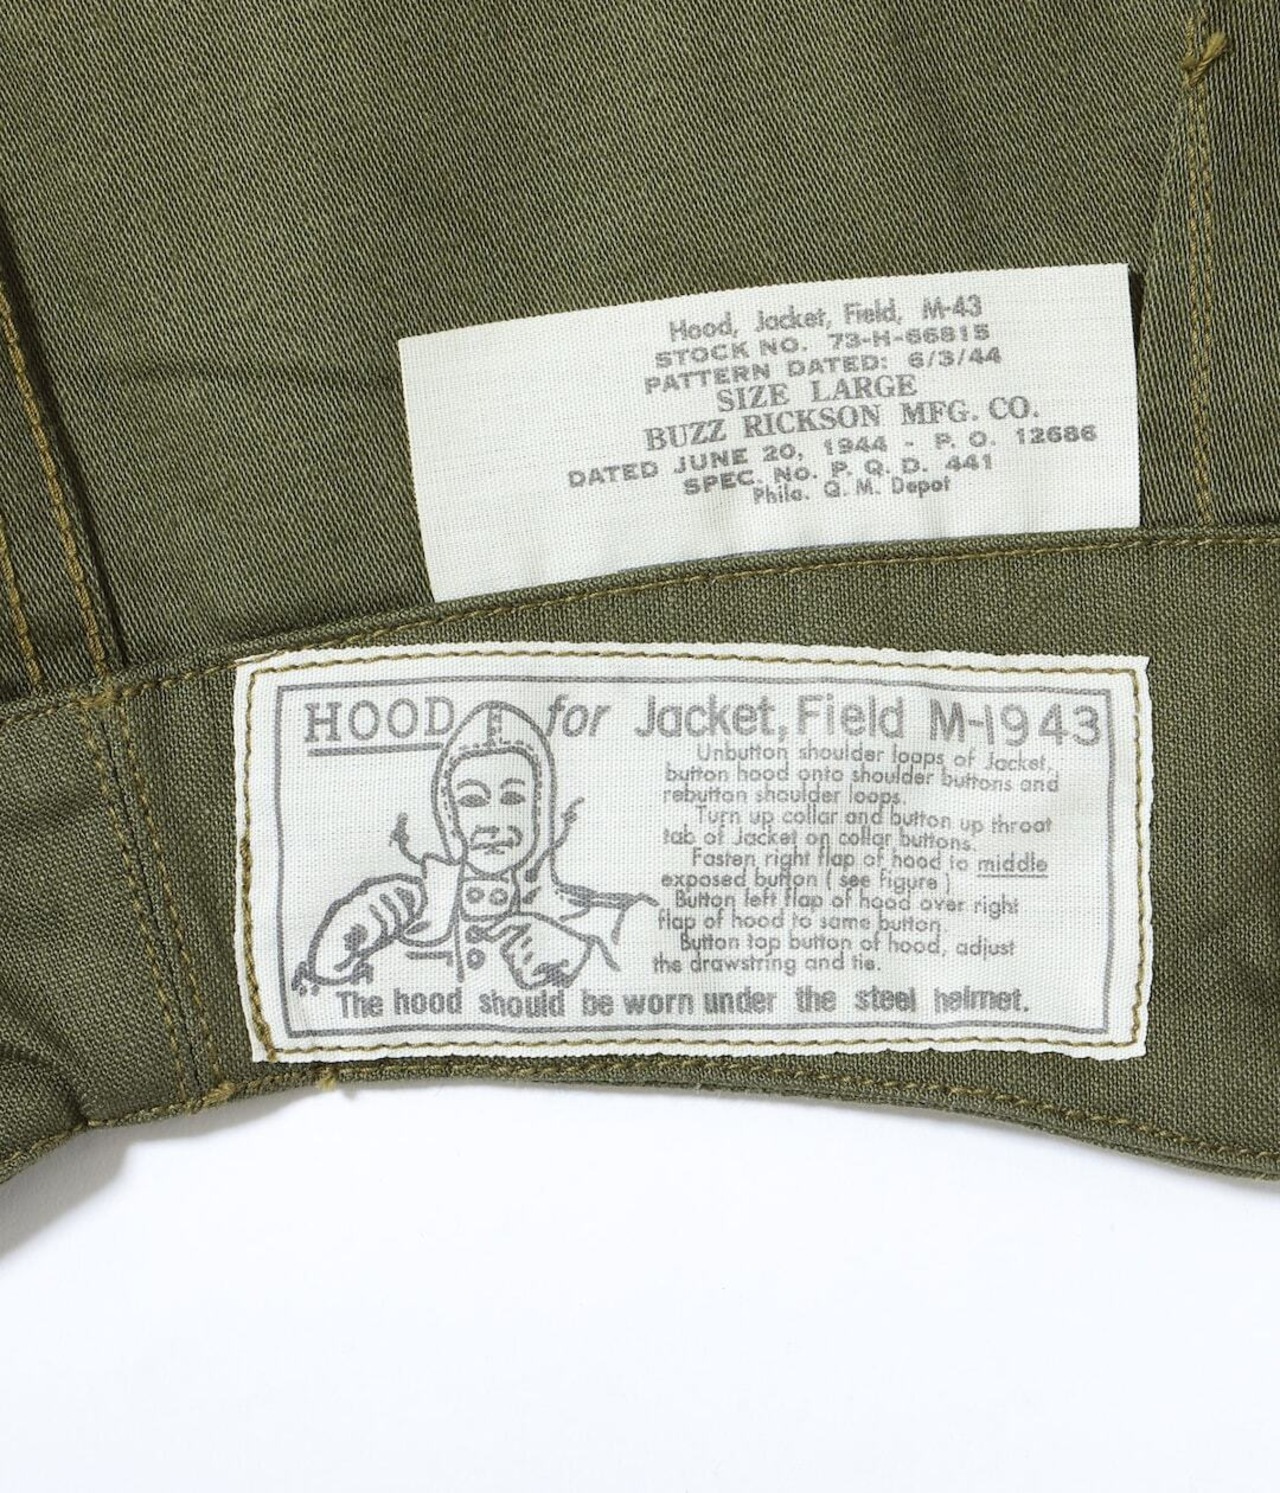 Hood, Jacket, Field, M-43
STOCK NO. 73-H-66815
PATTERN DATED: 6/3/44
SIZE LARGE
BUZZ RICKSON MFG. CO.
DATED JUNE 20, 1944 - P. O. 12686
SPEC. NO. P. Q. D. 441
Phila. Q. M. Depot
HOOD for Jacket, Field M-1943
Unbutton shoulder loops of Jacket,
button hood onto shoulder buttons and
rebutton shoulder loops.
Turn up collar and button up throat
tab of Jacket on collar buttons.
Fasten right flap of hood to middle
exposed button ( see figure )
Button left flap of hood over right
flap of hood to same button.
Button top button of hood, adjust
the drawstring and tie.
The hood should be worn under the steel helmet.